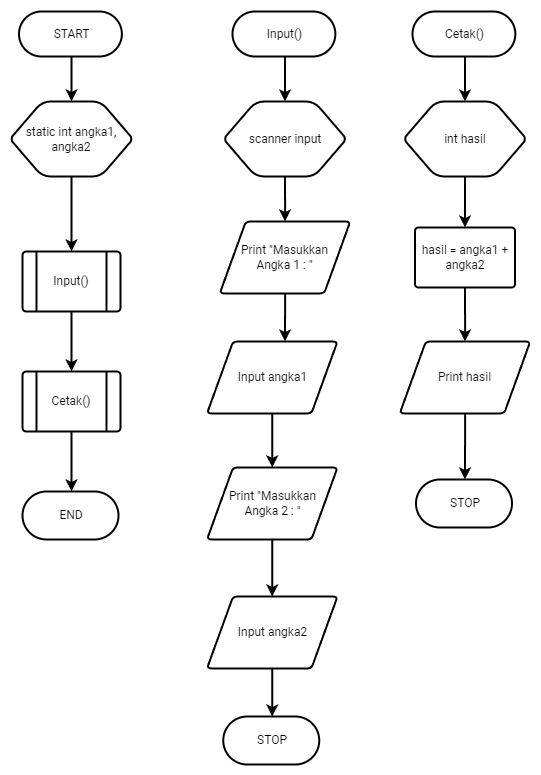 START
static int angka1,
angka2
Input()
Cetak()
END
Input()
scanner input
Print "Masukkan
Angka 1 : "
Input angka1
Print "Masukkan
Angka 2 : "
Input angka2
STOP
Cetak()
int hasil
hasil = angka1 +
angka2
Print hasil
STOP